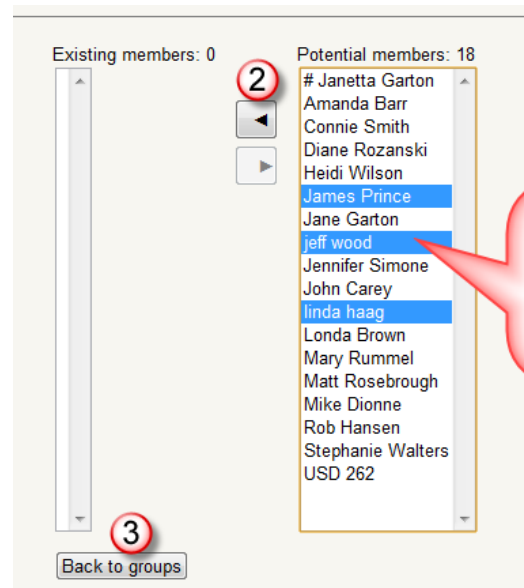 Existing members: 0
Potential members: 18
2
# Janetta Garton
Amanda Barr
Connie Smith
Diane Rozanski
Heidi Wilson
James Prince
Jane Garton
jeff wood
Jennifer Simone
John Carey
linda haag
Londa Brown
Mary Rummel
Matt Rosebrough
Mike Dionne
Rob Hansen
Stephanie Walters
USD 262
3
Back to groups